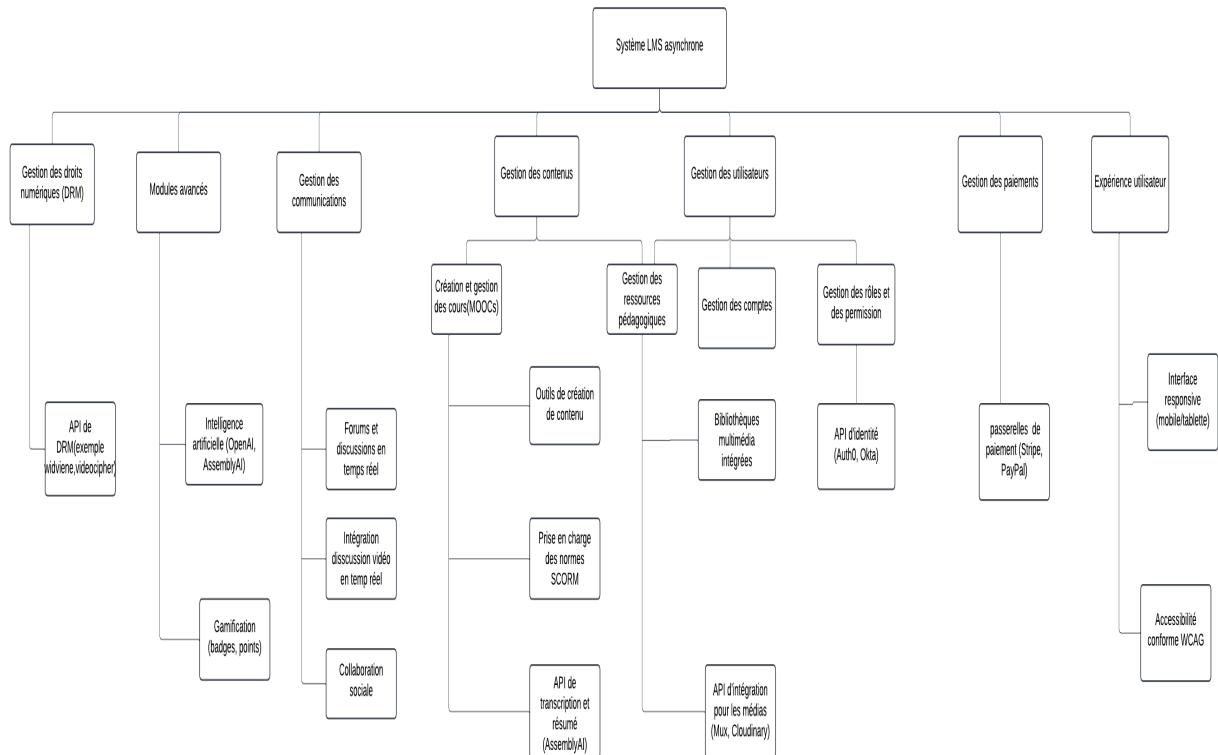 Système LMS asynchrone
Gestion des droits
numériques (DRM)
Modules avancés
Gestion des
communications
Gestion des contenus
Gestion des utilisateurs
Gestion des paiements
Expérience utilisateur
Création et gestion
des cours(MOOCs)
Gestion des
ressources
pédagogiques
Gestion des comptes
Gestion des rôles et
des permission
API de
DRM(exemple
widviene,videocipher)
Intelligence
artificielle (OpenAI,
AssemblyAI)
Forums et
discussions en
temps réel
Outils de création
de contenu
Bibliothèques
multimédia
intégrées
API d'identité
(Auth0, Okta)
passerelles de
paiement (Stripe,
PayPal)
Interface
responsive
(mobile/tablette)
Intégration
disscussion vidéo
en temp réel
Prise en charge
des normes
SCORM
Gamification
(badges, points)
Accessibilité
conforme WCAG
Collaboration
sociale
API de
transcription et
résumé
(AssemblyAI)
API d'intégration
pour les médias
(Mux, Cloudinary)